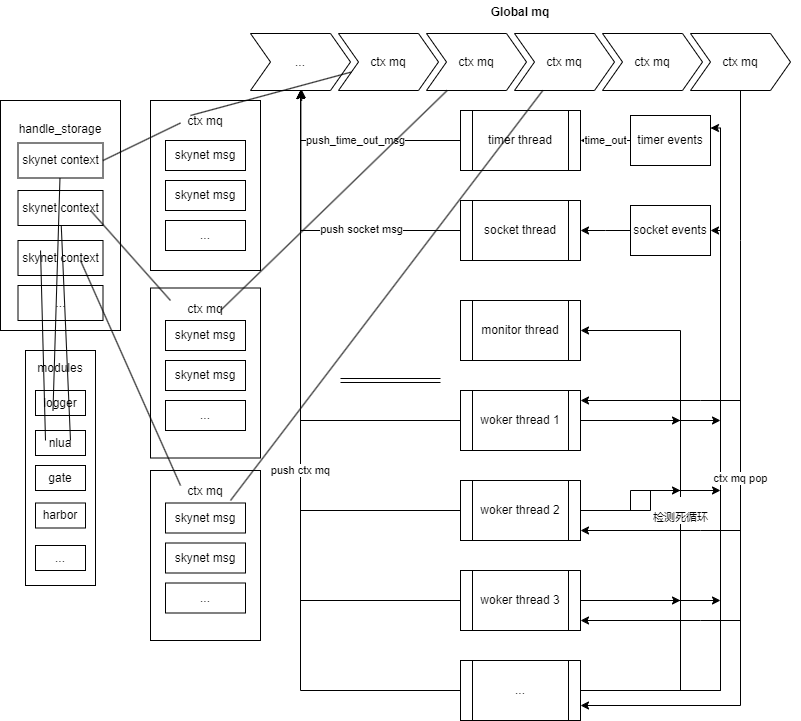 Global mq
...
ctx mq
ctx mq
ctx mq
ctx mq
ctx mq
handle_storage
skynet context
skynet context
skynet context
...
modules
logger
nlua
gate
harbor
...
ctx mq
skynet msg
skynet msg
...
ctx mq
skynet msg
skynet msg
...
ctx mq
skynet msg
skynet msg
...
push_time_out_msg
timer thread
time_out
timer events
push socket msg
socket thread
socket events
monitor thread
woker thread 1
push ctx mq
ctx mq pop
woker thread 2
检测死循环
woker thread 3
...